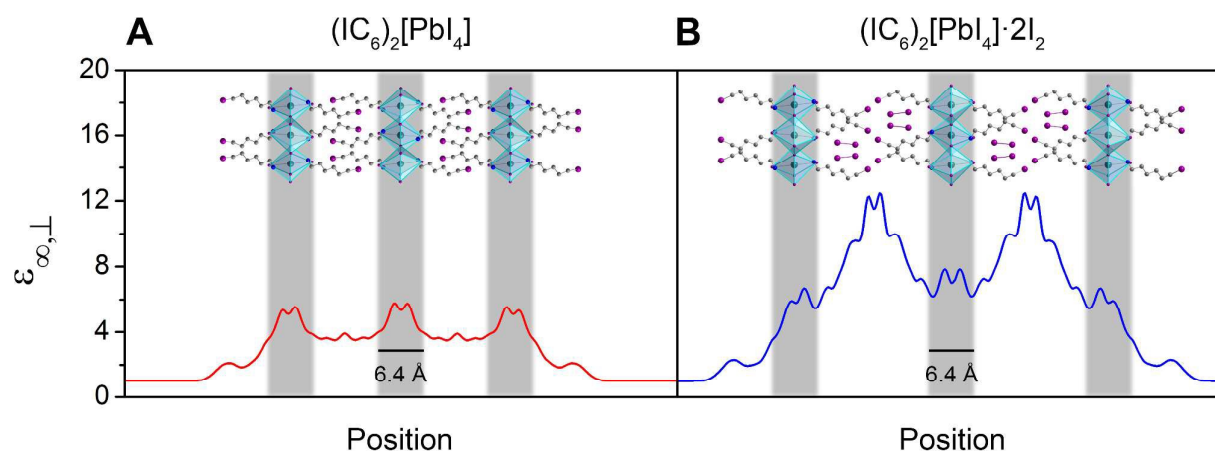 A (IC₆)₂[PbI₄]
B (IC₆)₂[PbI₄]·2I₂
20
16
12
8
4
0
ε∞,⊥
6.4 Å
6.4 Å
Position
Position